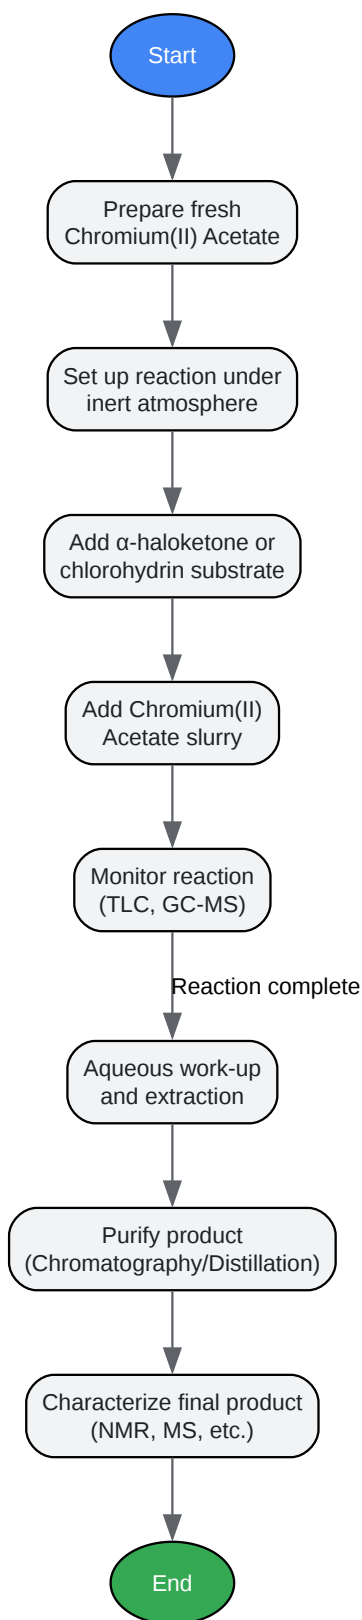 Start
Prepare fresh
Chromium(II) Acetate
Set up reaction under
inert atmosphere
Add α-haloketone or
chlorohydrin substrate
Add Chromium(II)
Acetate slurry
Monitor reaction
(TLC, GC-MS)
Reaction complete
Aqueous work-up
and extraction
Purify product
(Chromatography/Distillation)
Characterize final product
(NMR, MS, etc.)
End